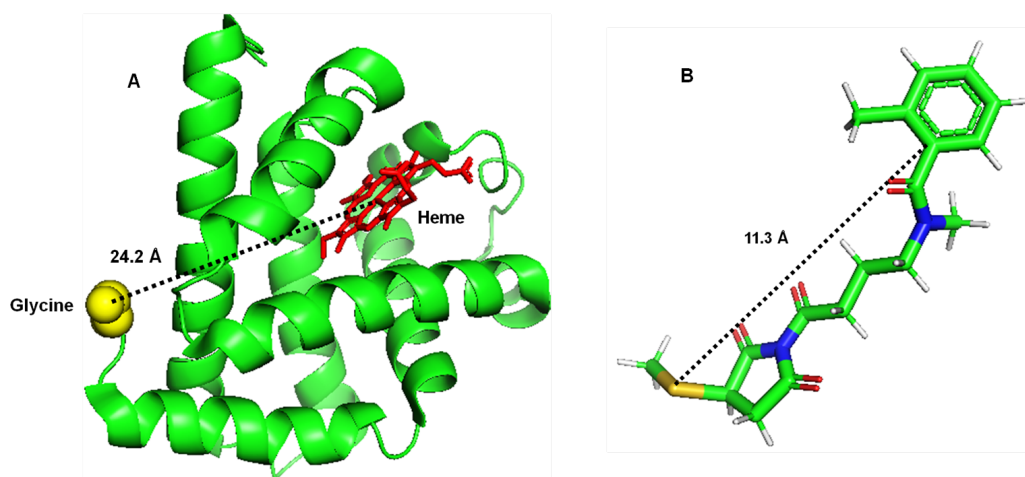 A
Heme
24.2 Å
Glycine
B
11.3 Å